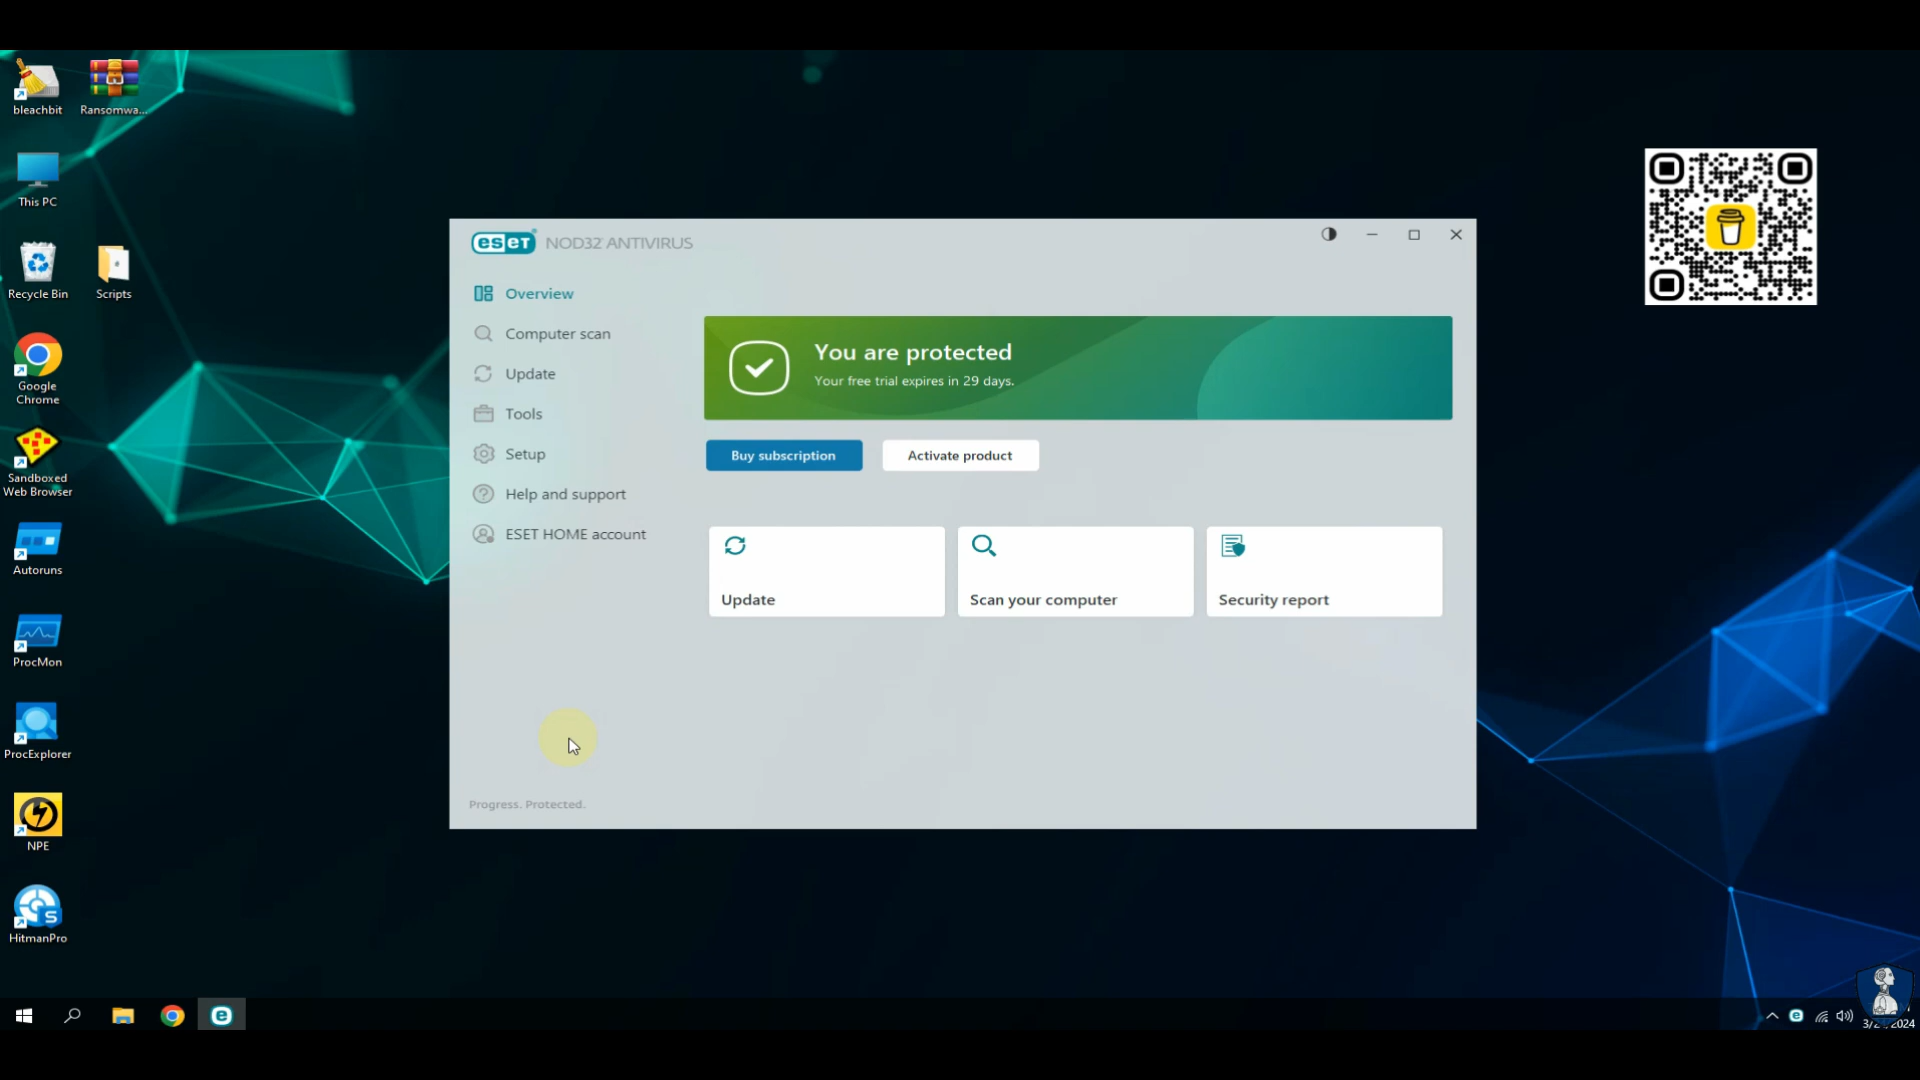 bleachbit
Ransomwa...
This PC
Recycle Bin
Scripts
Google
Chrome
Sandboxed
Web Browser
Autoruns
ProcMon
ProcExplorer
NPE
HitmanPro
eset NOD32 ANTIVIRUS
Overview
Computer scan
Update
Tools
Setup
Help and support
ESET HOME account
Progress. Protected.
You are protected
Your free trial expires in 29 days.
Buy subscription
Activate product
Update
Scan your computer
Security report